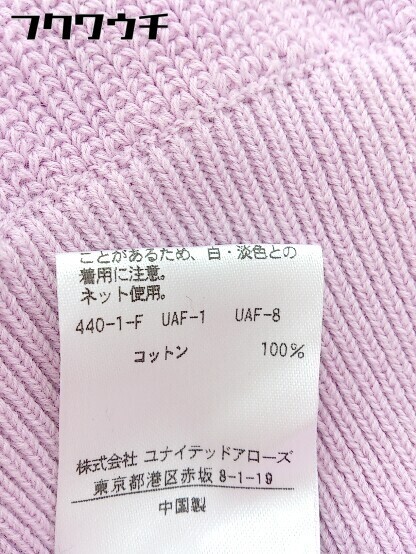 フクワウチ
ことがあるため、白・淡色との
着用に注意。
ネット使用。
440-1-F UAF-1 UAF-8
コットン 100%
株式会社 ユナイテッドアローズ
東京都港区赤坂8-1-19
中国製